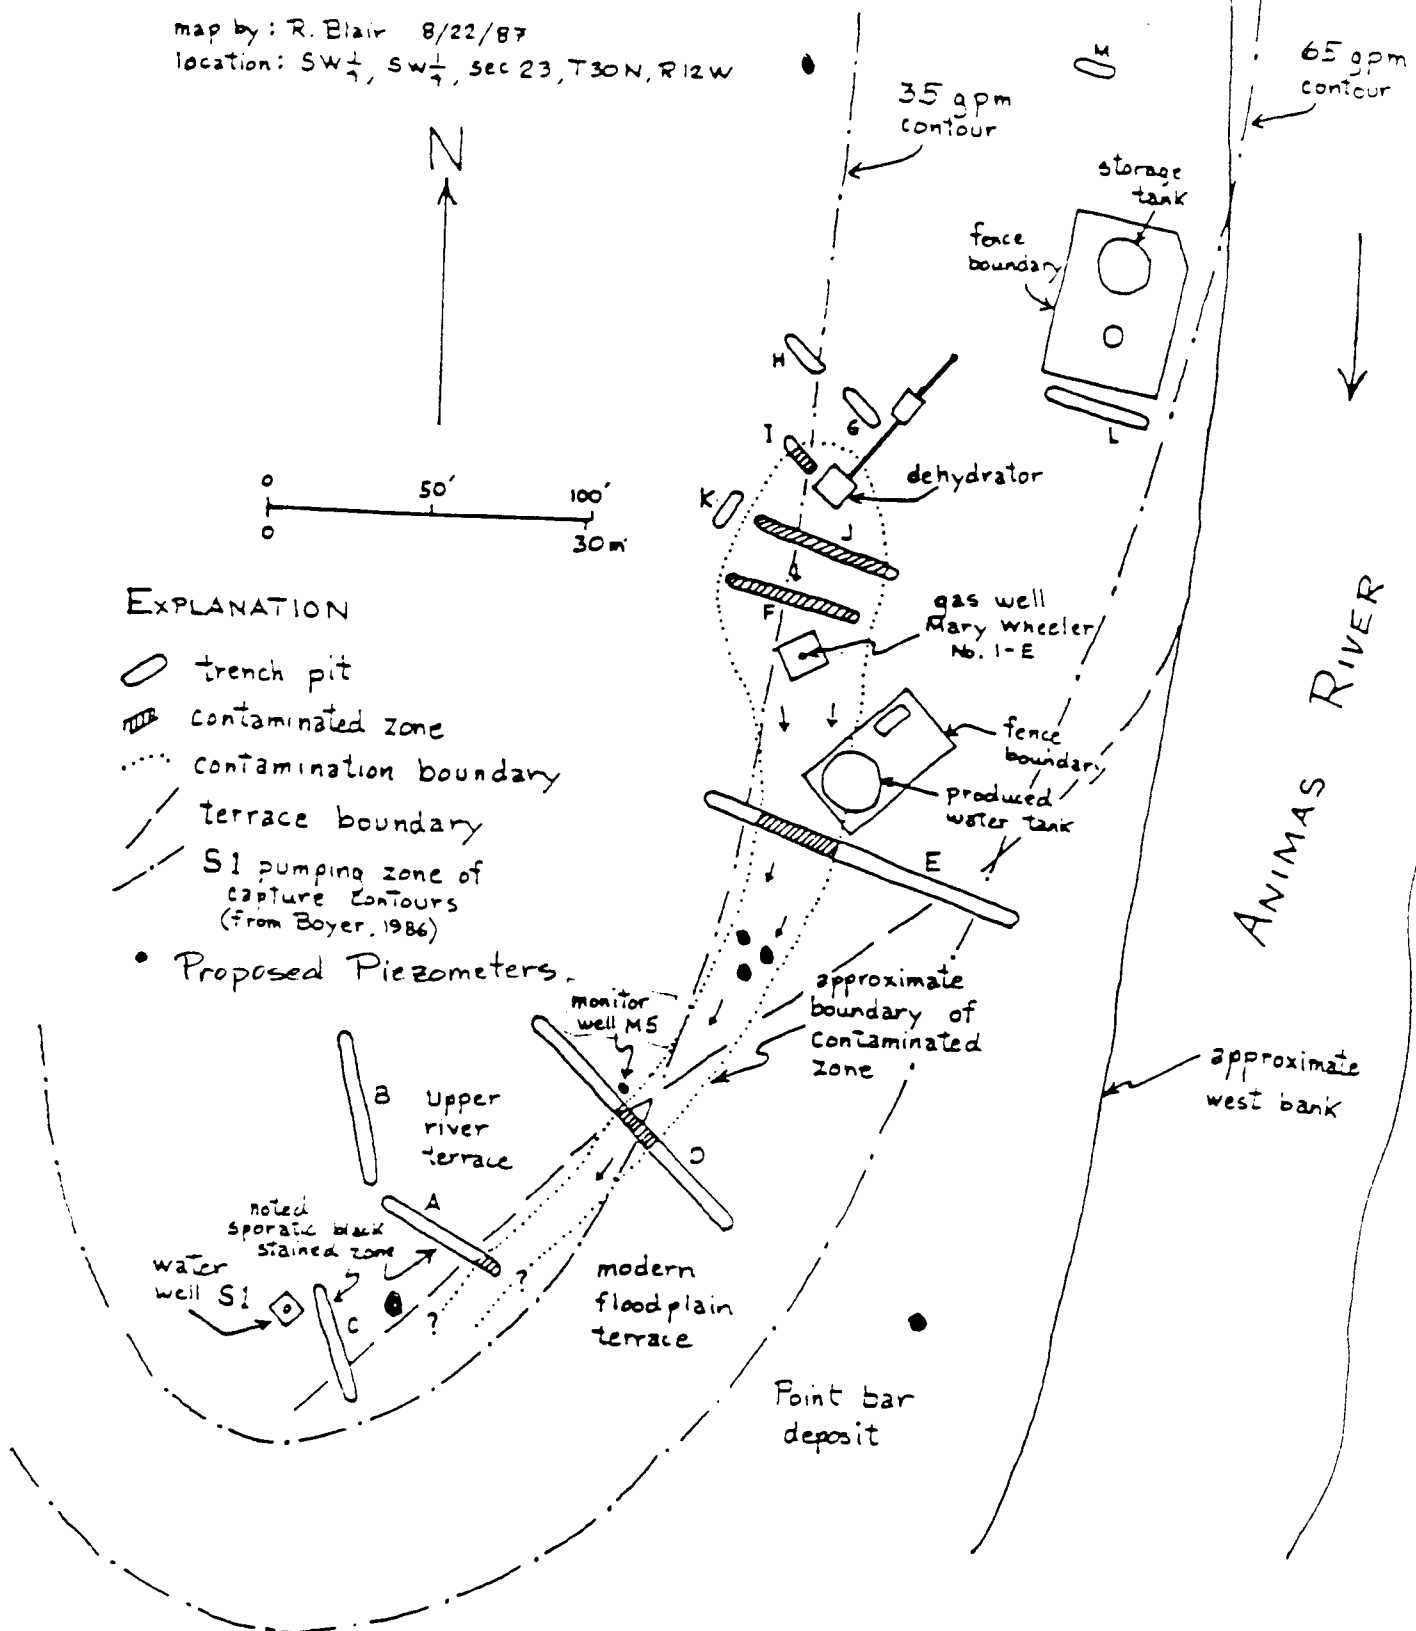 map by: R. Blair 8/22/87
location: SW¼, SW¼, sec 23, T30N, R12W
M
65 gpm
contour
35 gpm
contour
N
storage
tank
fence
boundary
H
G
I
L
K
dehydrator
0
50'
100'
0
30m
J
F
gas well
Mary Wheeler
No. 1-E
EXPLANATION
trench pit
contaminated zone
contamination boundary
terrace boundary
S1 pumping zone of
capture contours
(from Boyer, 1986)
Proposed Piezometers.
fence
boundary
produced
water tank
E
ANIMAS RIVER
approximate
boundary of
contaminated
zone
monitor
well M5
approximate
west bank
B
Upper
river
terrace
D
A
noted
sporatic black
stained zone
water
well S1
C
?
?
modern
floodplain
terrace
Point bar
deposit